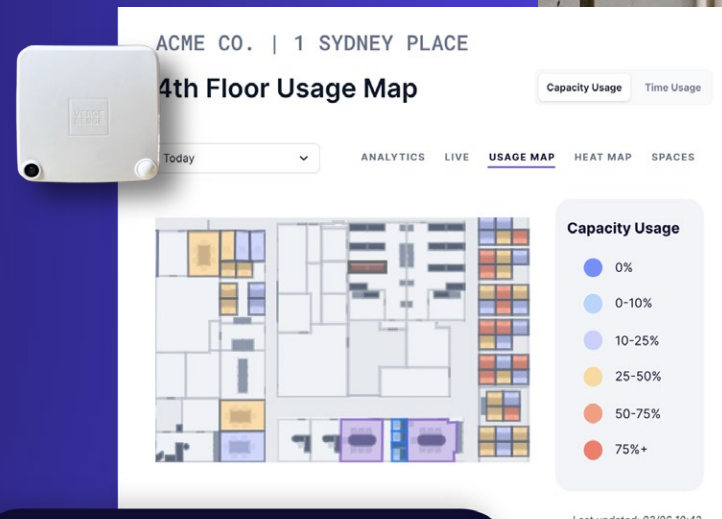 ACME CO. | 1 SYDNEY PLACE
4th Floor Usage Map
Capacity Usage
Time Usage
Today
ANALYTICS
LIVE
USAGE MAP
HEAT MAP
SPACES
Capacity Usage
0%
0-10%
10-25%
25-50%
50-75%
75%+